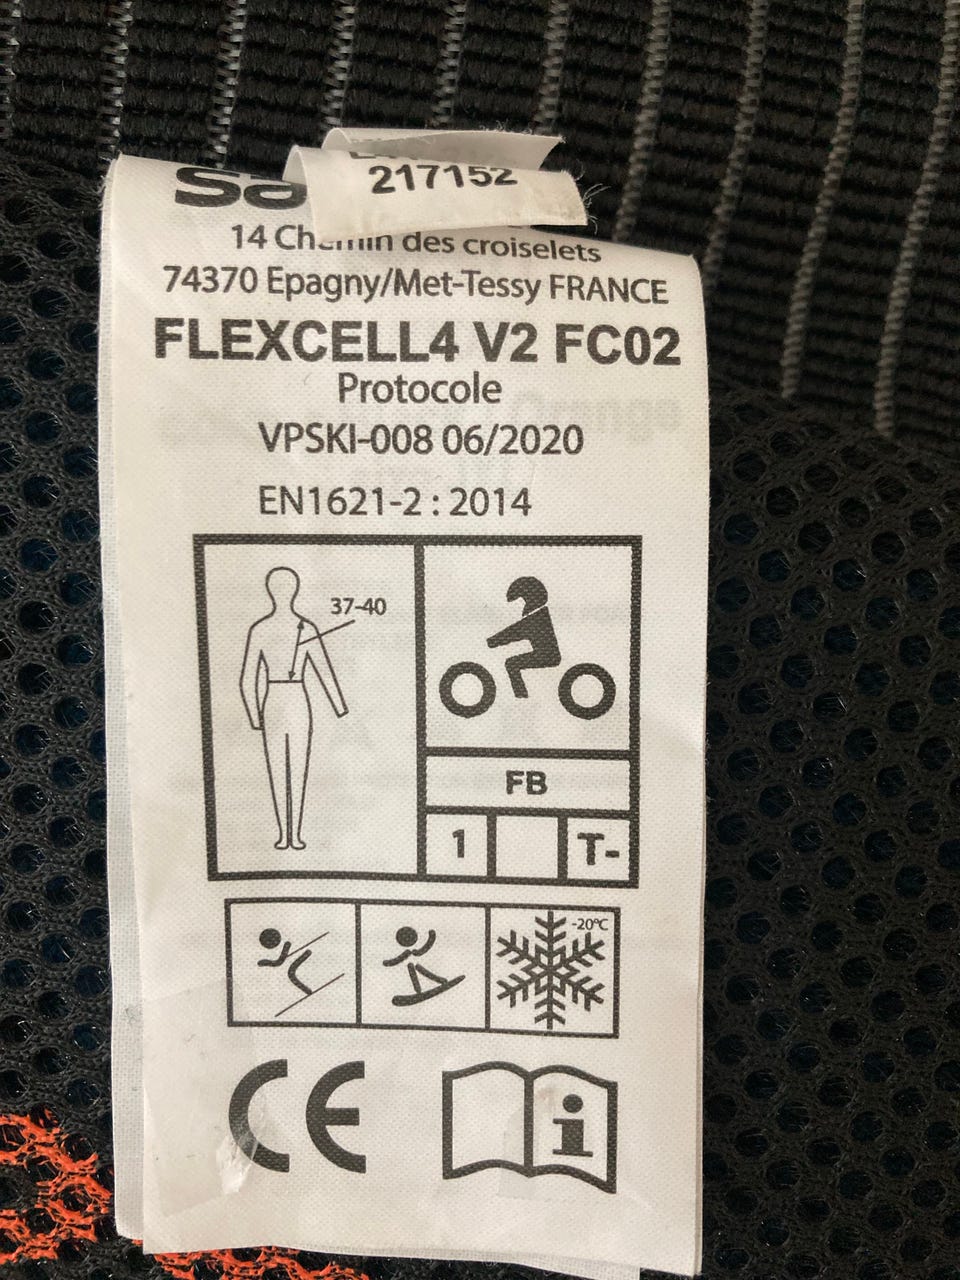 217152
14 Chemin des croiselets
74370 Epagny/Met-Tessy FRANCE
FLEXCELL4 V2 FC02
Protocole
VPSKI-008 06/2020
EN1621-2 : 2014
37-40
FB
1 T-
-20°C
CE
i